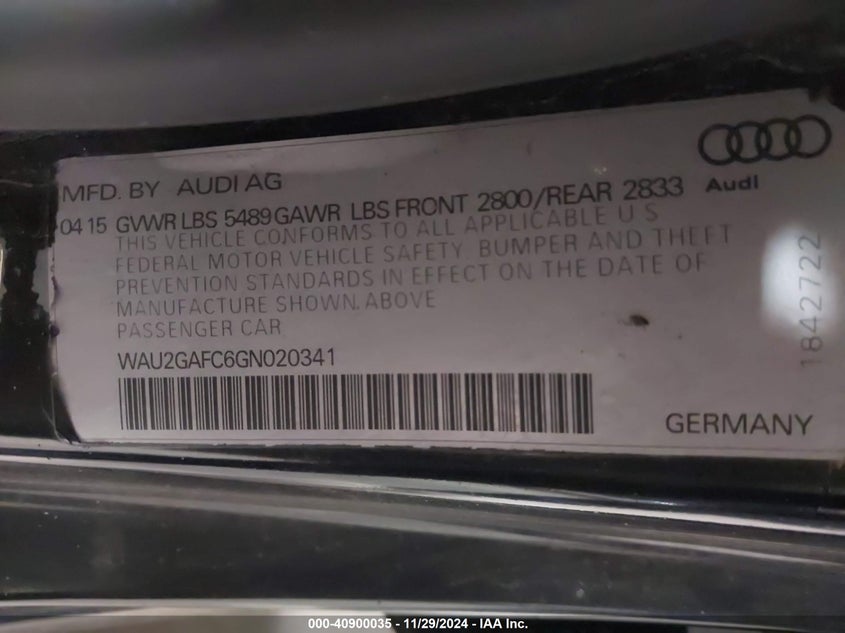 MFD. BY AUDI AG
Audi
04 15 GVWR LBS 5489 GAWR LBS FRONT 2800/REAR 2833
THIS VEHICLE CONFORMS TO ALL APPLICABLE U S
FEDERAL MOTOR VEHICLE SAFETY, BUMPER AND THEFT
PREVENTION STANDARDS IN EFFECT ON THE DATE OF
MANUFACTURE SHOWN. ABOVE
PASSENGER CAR
WAU2GAFC6GN020341
GERMANY
1842722
000-40900035 - 11/29/2024 - IAA Inc.